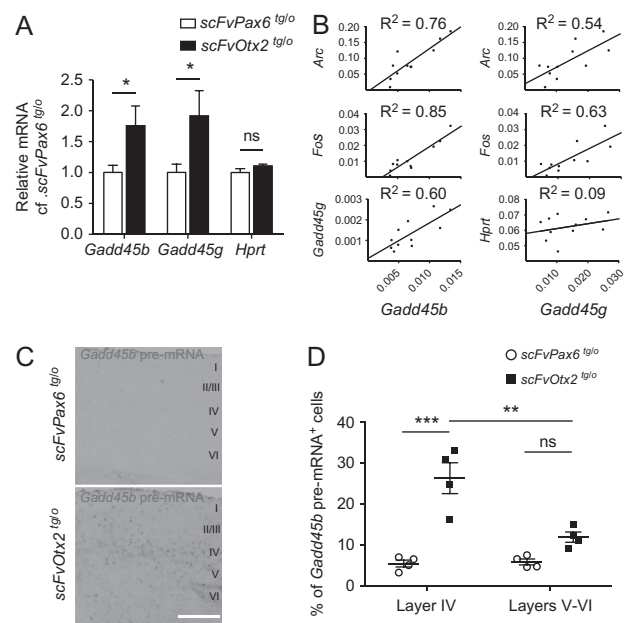 A
scFvPax6 tg/o
scFvOtx2 tg/o
Relative mRNA
cf .scFvPax6 tg/o
2.5
2.0
1.5
1.0
0.5
0.0
*
*
ns
Gadd45b
Gadd45g
Hprt
B
R² = 0.76
Arc
0.15
0.10
0.05
R² = 0.54
Arc
0.15
0.10
0.05
R² = 0.85
Fos
0.04
0.03
0.02
0.01
R² = 0.63
Fos
0.04
0.03
0.02
0.01
R² = 0.60
Gadd45g
0.003
0.002
0.001
0.005
0.010
0.015
Gadd45b
R² = 0.09
Hprt
0.08
0.07
0.06
0.05
0.010
0.020
0.030
Gadd45g
C
scFvPax6 tg/o
Gadd45b pre-mRNA
I
II/III
IV
V
VI
scFvOtx2 tg/o
Gadd45b pre-mRNA
I
II/III
IV
V
VI
D
scFvPax6 tg/o
scFvOtx2 tg/o
% of Gadd45b pre-mRNA+ cells
40
30
20
10
0
***
**
ns
Layer IV
Layers V-VI